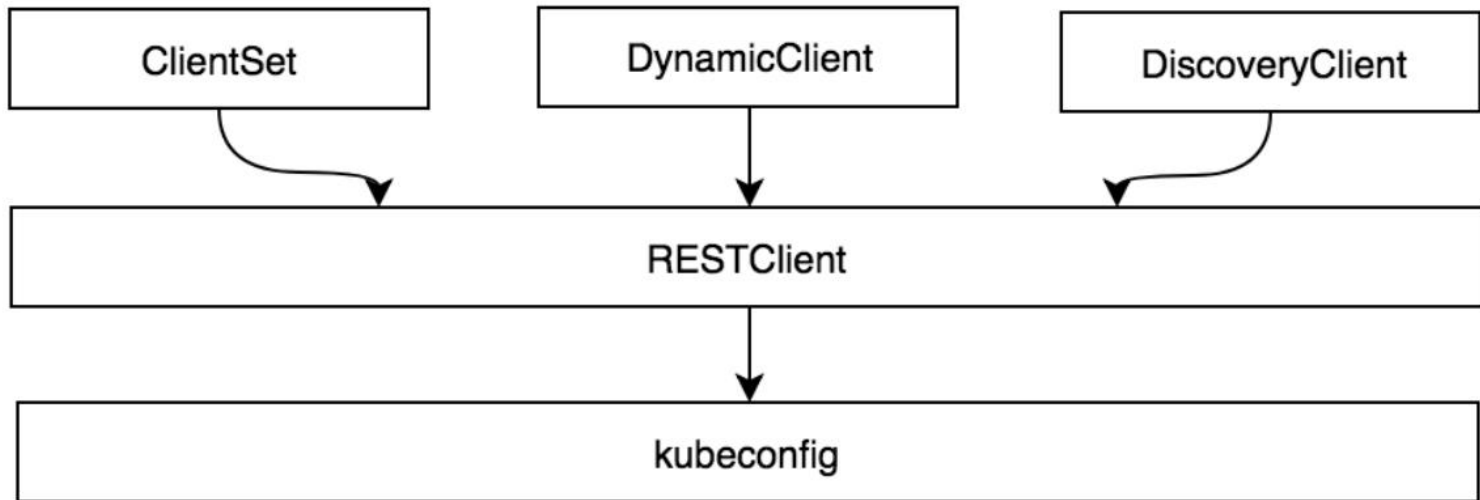 ClientSet
DynamicClient
DiscoveryClient
RESTClient
kubeconfig